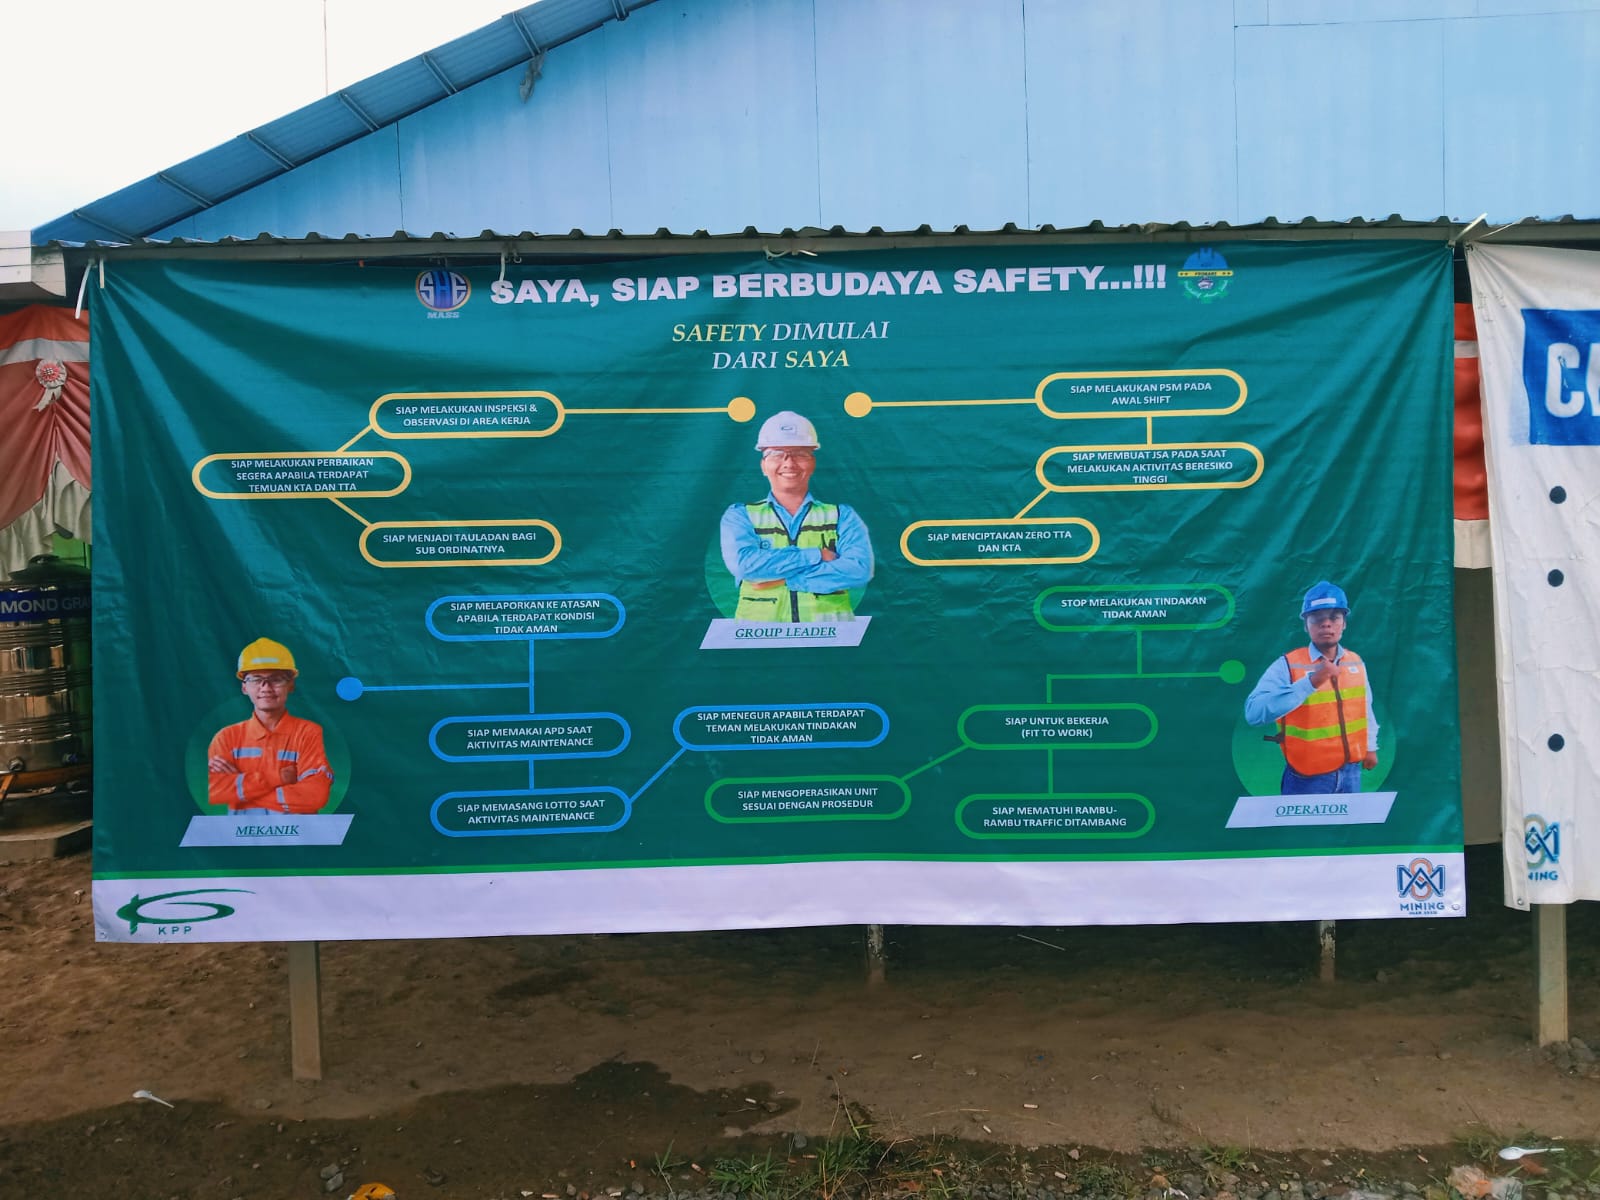 SHE
MASS
SAYA, SIAP BERBUDAYA SAFETY...!!!
SAFETY DIMULAI
DARI SAYA
SIAP MELAKUKAN INSPEKSI &
OBSERVASI DI AREA KERJA
SIAP MELAKUKAN PERBAIKAN
SEGERA APABILA TERDAPAT
TEMUAN KTA DAN TTA
SIAP MENJADI TAULADAN BAGI
SUB ORDINATNYA
SIAP MELAKUKAN P5M PADA
AWAL SHIFT
SIAP MEMBUAT JSA PADA SAAT
MELAKUKAN AKTIVITAS BERESIKO
TINGGI
SIAP MENCIPTAKAN ZERO TTA
DAN KTA
GROUP LEADER
SIAP MELAPORKAN KE ATASAN
APABILA TERDAPAT KONDISI
TIDAK AMAN
SIAP MEMAKAI APD SAAT
AKTIVITAS MAINTENANCE
SIAP MEMASANG LOTTO SAAT
AKTIVITAS MAINTENANCE
SIAP MENEGUR APABILA TERDAPAT
TEMAN MELAKUKAN TINDAKAN
TIDAK AMAN
MEKANIK
STOP MELAKUKAN TINDAKAN
TIDAK AMAN
SIAP UNTUK BEKERJA
(FIT TO WORK)
SIAP MENGOPERASIKAN UNIT
SESUAI DENGAN PROSEDUR
SIAP MEMATUHI RAMBU-
RAMBU TRAFFIC DITAMBANG
OPERATOR
KPP
MINING
MOND